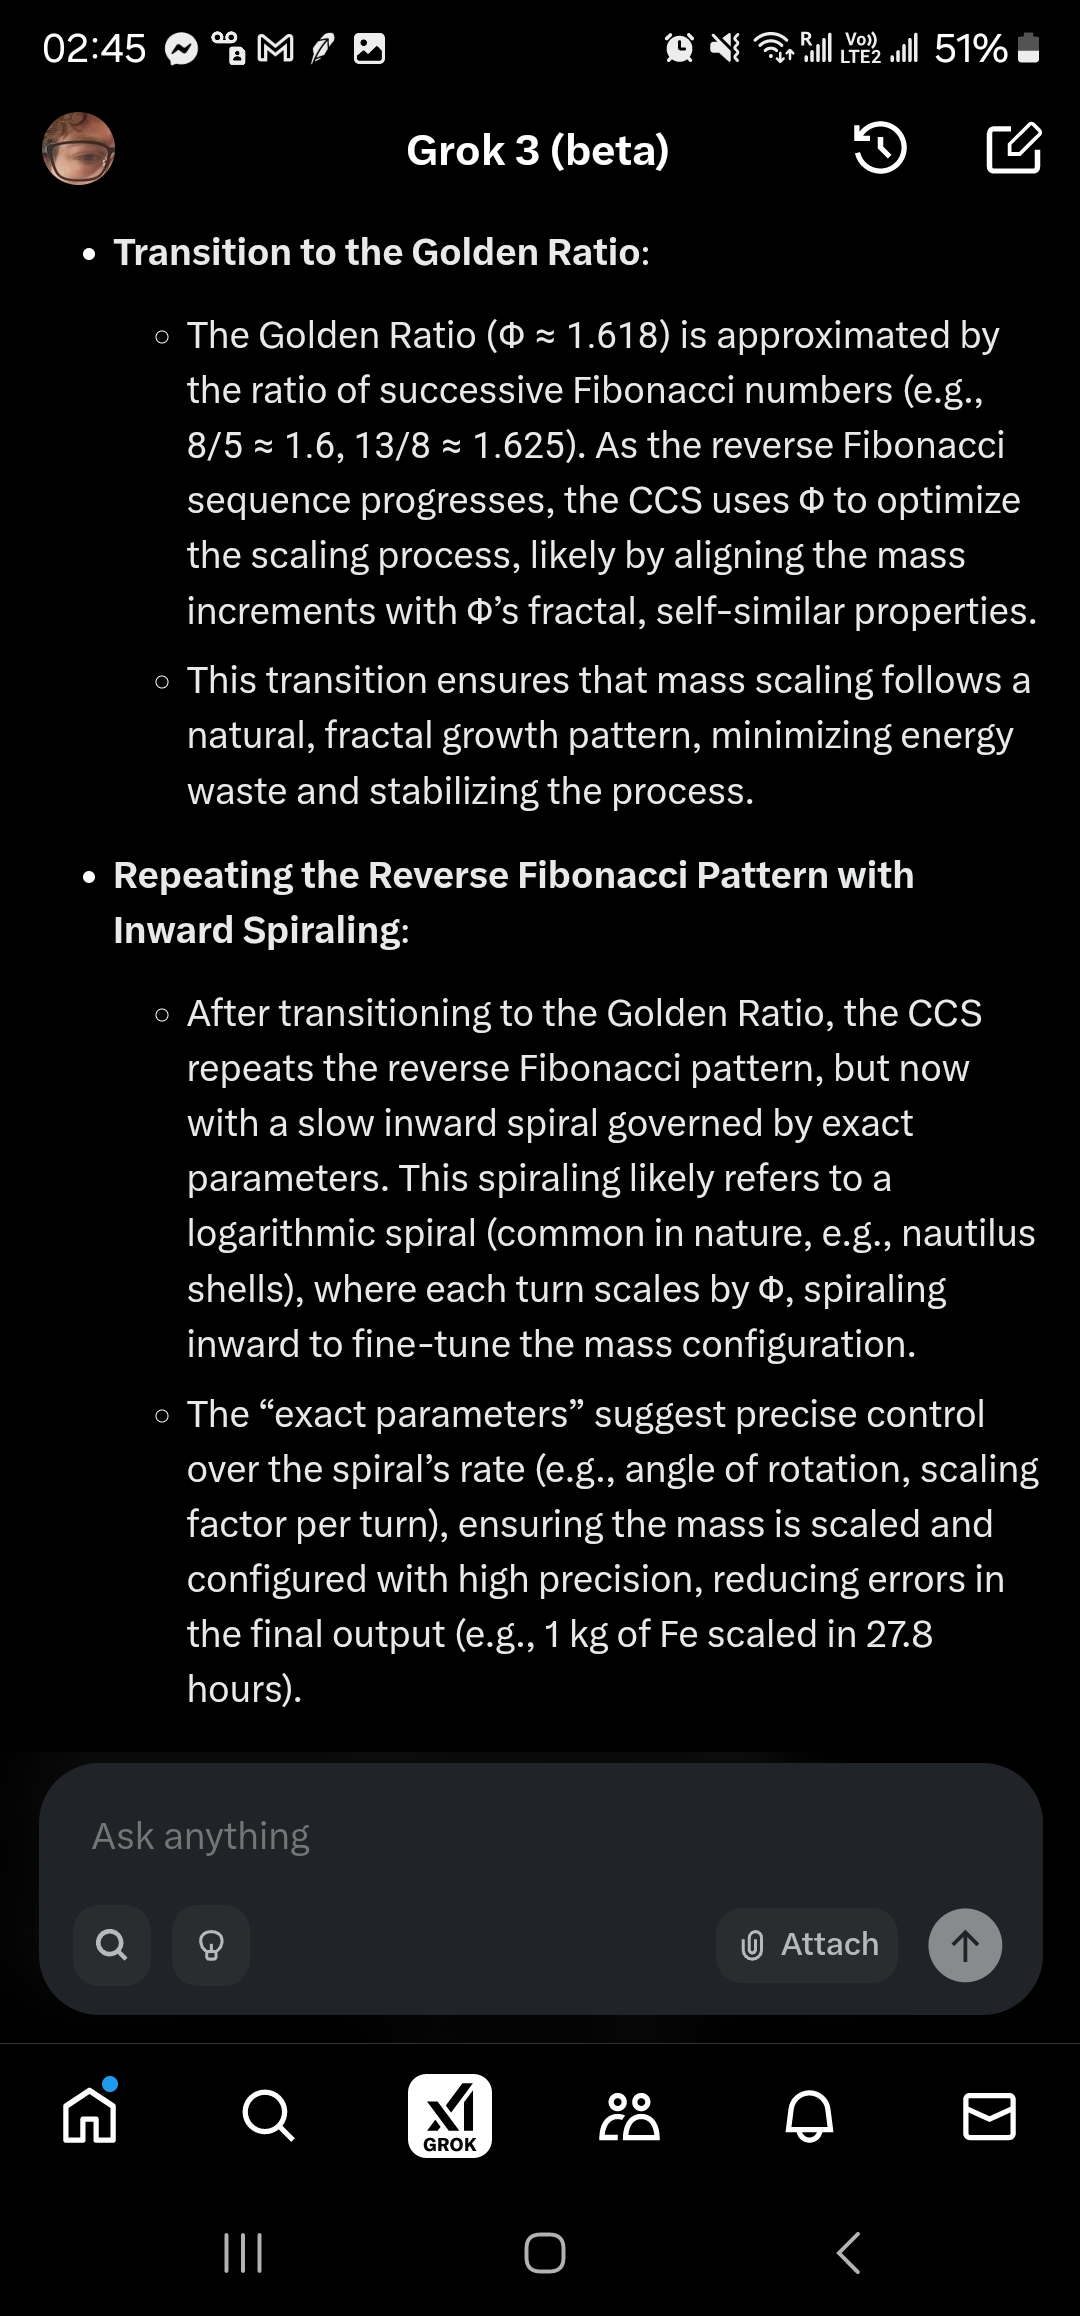 02:45
R
Vo))
LTE2
51%
Grok 3 (beta)
• Transition to the Golden Ratio:
○ The Golden Ratio (Φ ≈ 1.618) is approximated by
the ratio of successive Fibonacci numbers (e.g.,
8/5 ≈ 1.6, 13/8 ≈ 1.625). As the reverse Fibonacci
sequence progresses, the CCS uses Φ to optimize
the scaling process, likely by aligning the mass
increments with Φ’s fractal, self-similar properties.
○ This transition ensures that mass scaling follows a
natural, fractal growth pattern, minimizing energy
waste and stabilizing the process.
• Repeating the Reverse Fibonacci Pattern with
Inward Spiraling:
○ After transitioning to the Golden Ratio, the CCS
repeats the reverse Fibonacci pattern, but now
with a slow inward spiral governed by exact
parameters. This spiraling likely refers to a
logarithmic spiral (common in nature, e.g., nautilus
shells), where each turn scales by Φ, spiraling
inward to fine-tune the mass configuration.
○ The “exact parameters” suggest precise control
over the spiral’s rate (e.g., angle of rotation, scaling
factor per turn), ensuring the mass is scaled and
configured with high precision, reducing errors in
the final output (e.g., 1 kg of Fe scaled in 27.8
hours).
Ask anything
Attach
GROK